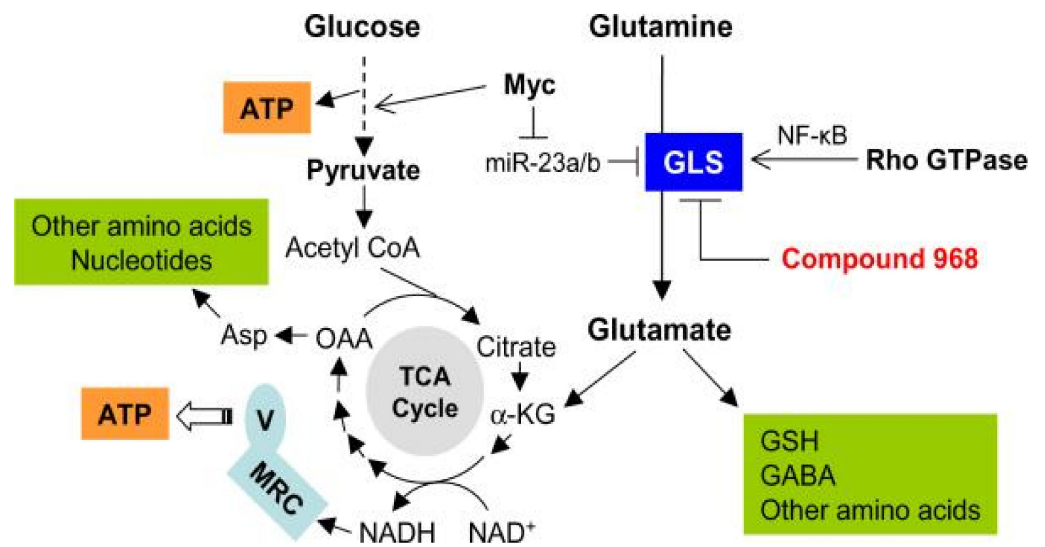 Glucose
Glutamine
ATP
Myc
Pyruvate
miR-23a/b
GLS
NF-κB
Rho GTPase
Other amino acids
Nucleotides
Acetyl CoA
Compound 968
Asp
OAA
Citrate
Glutamate
TCA
Cycle
ATP
V
α-KG
MRC
NADH
NAD⁺
GSH
GABA
Other amino acids